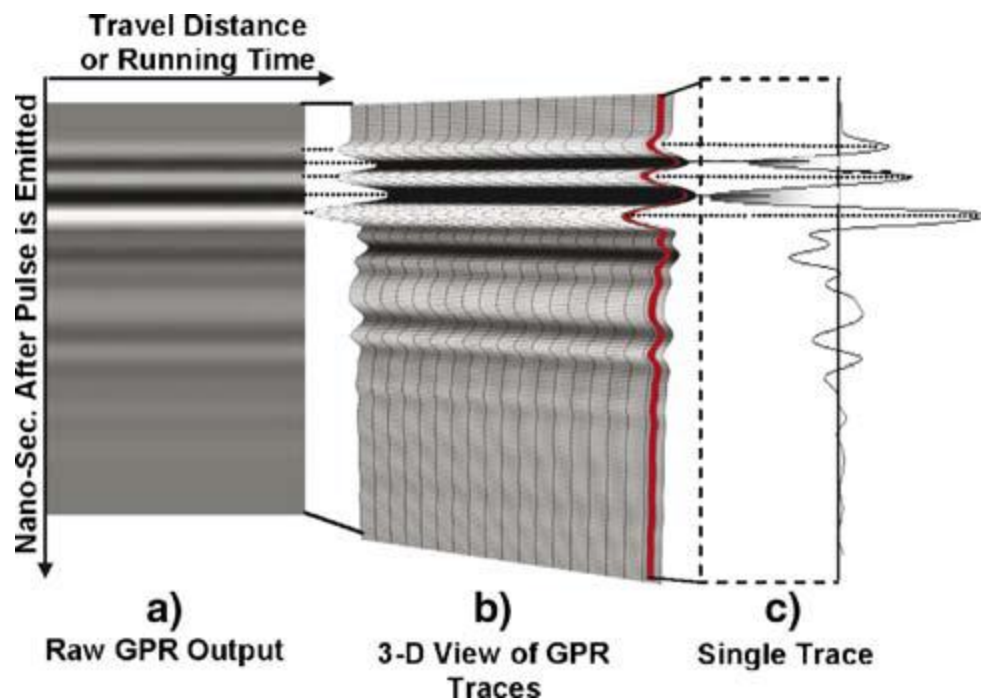 Travel Distance
or Running Time
Nano-Sec. After Pulse is Emitted
a)
Raw GPR Output
b)
3-D View of GPR
Traces
c)
Single Trace